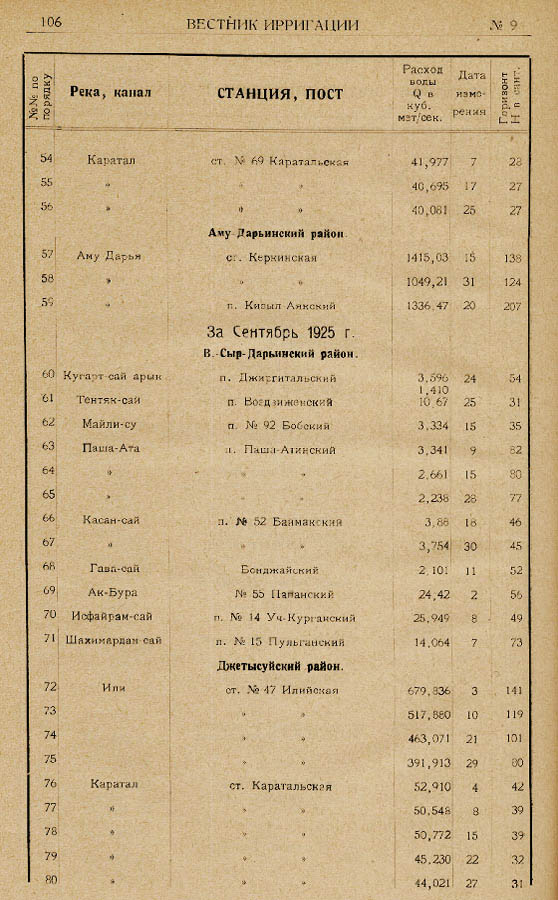 106 ВЕСТНИК ИРРИГАЦИИ № 9
№№ по порядку Река, канал СТАНЦИЯ, ПОСТ Расход воды Q в куб. мет/сек. Дата изме-рения Горизонт H в сант.
54 Каратал ст. № 69 Каратальская 41,977 7 28
55 » » » 40,695 17 27
56 » » » 40,081 25 27
Аму-Дарьинский район.
57 Аму Дарья ст. Керкинская 1415,03 15 138
58 » » » 1049,21 31 124
59 » п. Кизыл-Аякский 1336,47 20 207
За Сентябрь 1925 г.
В.-Сыр-Дарьинский район.
60 Кугарт-сай арык п. Джиргитальский 3,596 24 54
1,410
61 Тентяк-сай п. Воздвиженский 10,67 25 31
62 Майли-су п. № 92 Бобский 3,334 15 35
63 Паша-Ата п. Паша-Атинский 3,341 9 82
64 » » » 2,661 15 80
65 » » » 2,238 28 77
66 Касан-сай п. № 52 Баймакский 3,88 18 46
67 » » » 3,754 30 45
68 Гава-сай Бонджайский 2,101 11 52
69 Ак-Бура № 55 Папанский 24,42 2 56
70 Исфайрам-сай п. № 14 Уч-Курганский 25,949 8 49
71 Шахимардан-сай п. № 15 Пульганский 14,064 7 73
Джетысуйский район.
72 Или ст. № 47 Илийская 679,836 3 141
73 » » 517,880 10 119
74 » » 463,071 21 101
75 » » 391,913 29 80
76 Каратал ст. Каратальская 52,910 4 42
77 » » » 50,548 8 39
78 » » » 50,772 15 39
79 » » » 45,230 22 32
80 » » » 44,021 27 31